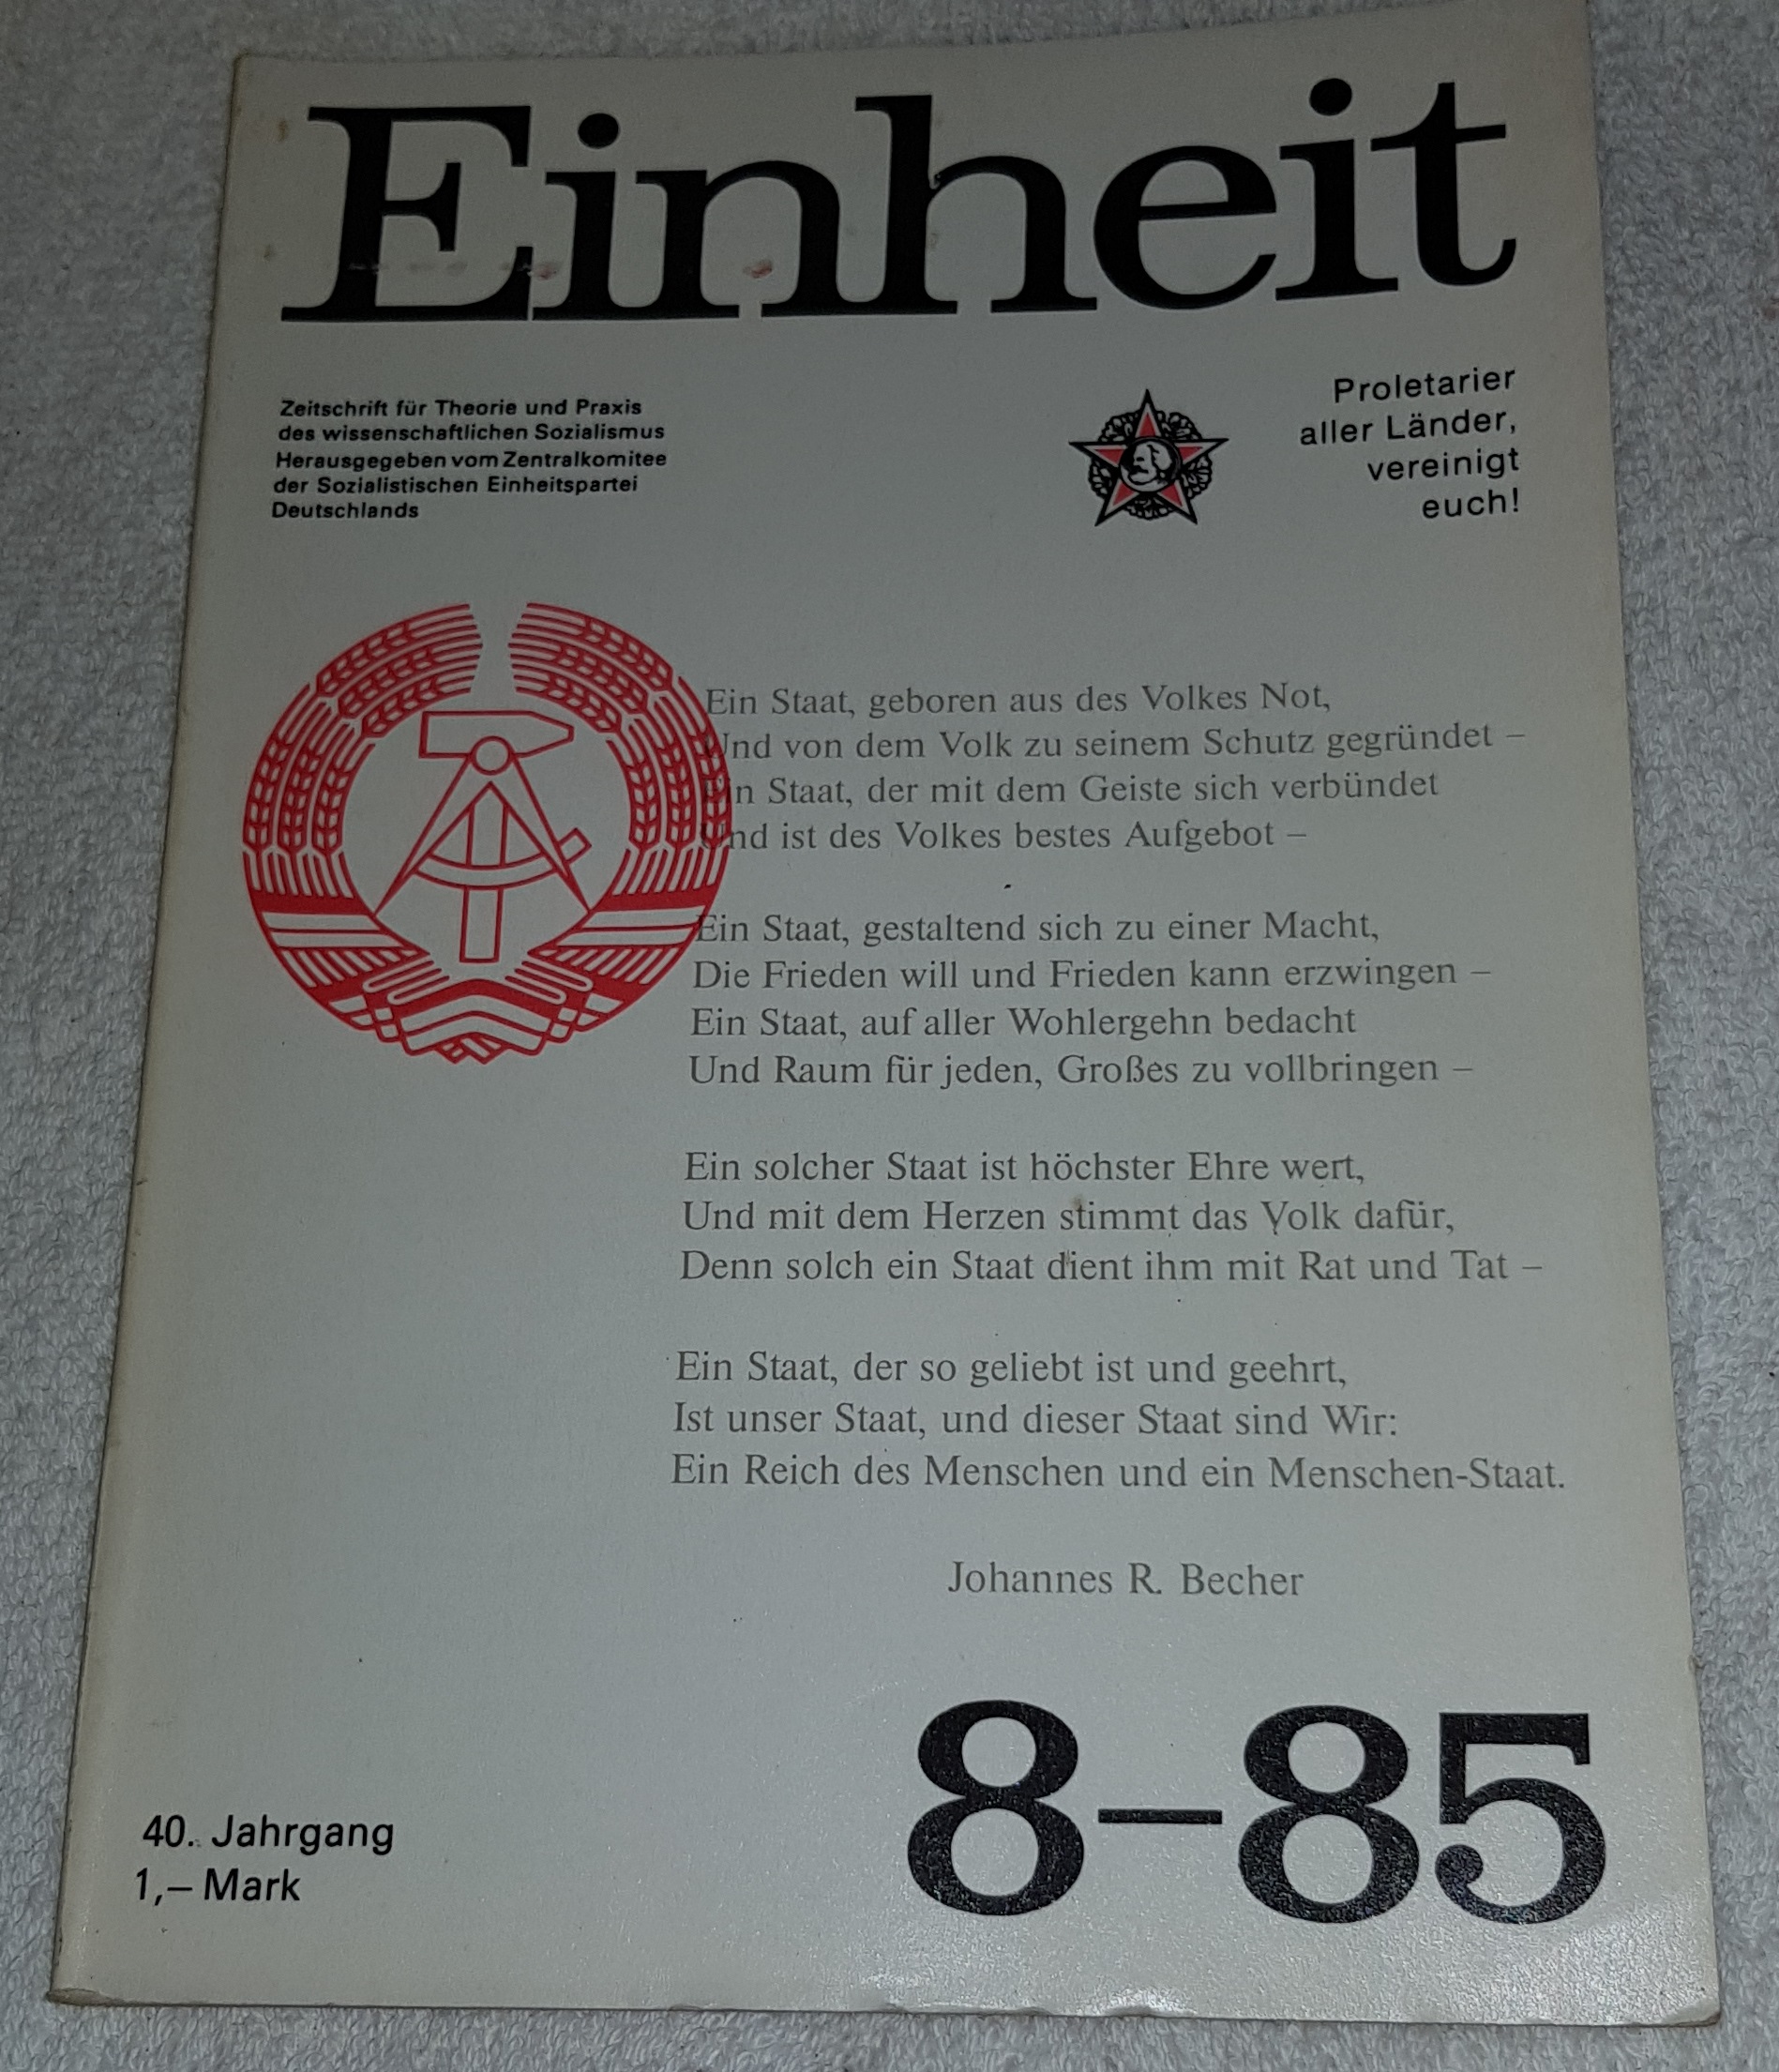 Einheit
Zeitschrift für Theorie und Praxis
des wissenschaftlichen Sozialismus
Herausgegeben vom Zentralkomitee
der Sozialistischen Einheitspartei
Deutschlands
Proletarier
aller Länder,
vereinigt
euch!
Ein Staat, geboren aus des Volkes Not,
Und von dem Volk zu seinem Schutz gegründet –
Ein Staat, der mit dem Geiste sich verbündet
Und ist des Volkes bestes Aufgebot –
Ein Staat, gestaltend sich zu einer Macht,
Die Frieden will und Frieden kann erzwingen –
Ein Staat, auf aller Wohlergehn bedacht
Und Raum für jeden, Großes zu vollbringen –
Ein solcher Staat ist höchster Ehre wert,
Und mit dem Herzen stimmt das Volk dafür,
Denn solch ein Staat dient ihm mit Rat und Tat –
Ein Staat, der so geliebt ist und geehrt,
Ist unser Staat, und dieser Staat sind Wir:
Ein Reich des Menschen und ein Menschen-Staat.
Johannes R. Becher
8–85
40. Jahrgang
1,– Mark